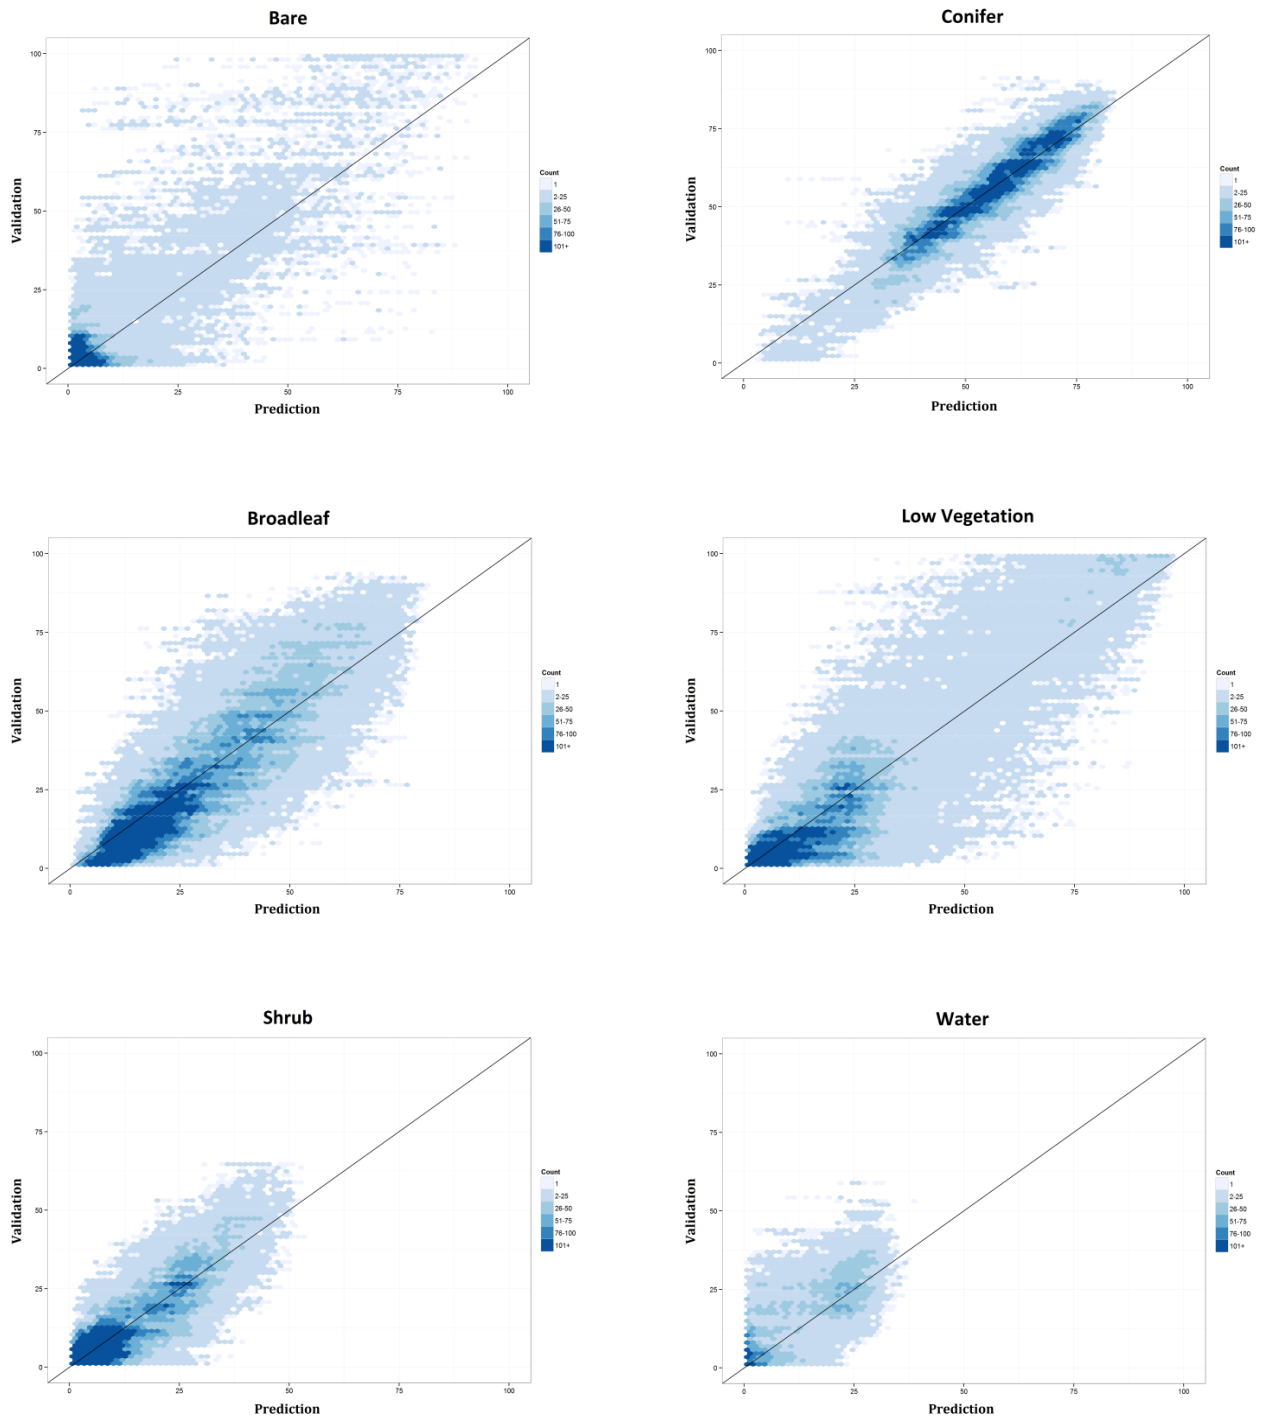 Bare
100
75
50
25
0
Validation
0 25 50 75 100
Prediction
Count
1
2-25
26-50
51-75
76-100
101+
Conifer
100
75
50
25
0
Validation
0 25 50 75 100
Prediction
Count
1
2-25
26-50
51-75
76-100
101+
Broadleaf
100
75
50
25
0
Validation
0 25 50 75 100
Prediction
Count
1
2-25
26-50
51-75
76-100
101+
Low Vegetation
100
75
50
25
0
Validation
0 25 50 75 100
Prediction
Count
1
2-25
26-50
51-75
76-100
101+
Shrub
100
75
50
25
0
Validation
0 25 50 75 100
Prediction
Count
1
2-25
26-50
51-75
76-100
101+
Water
100
75
50
25
0
Validation
0 25 50 75 100
Prediction
Count
1
2-25
26-50
51-75
76-100
101+